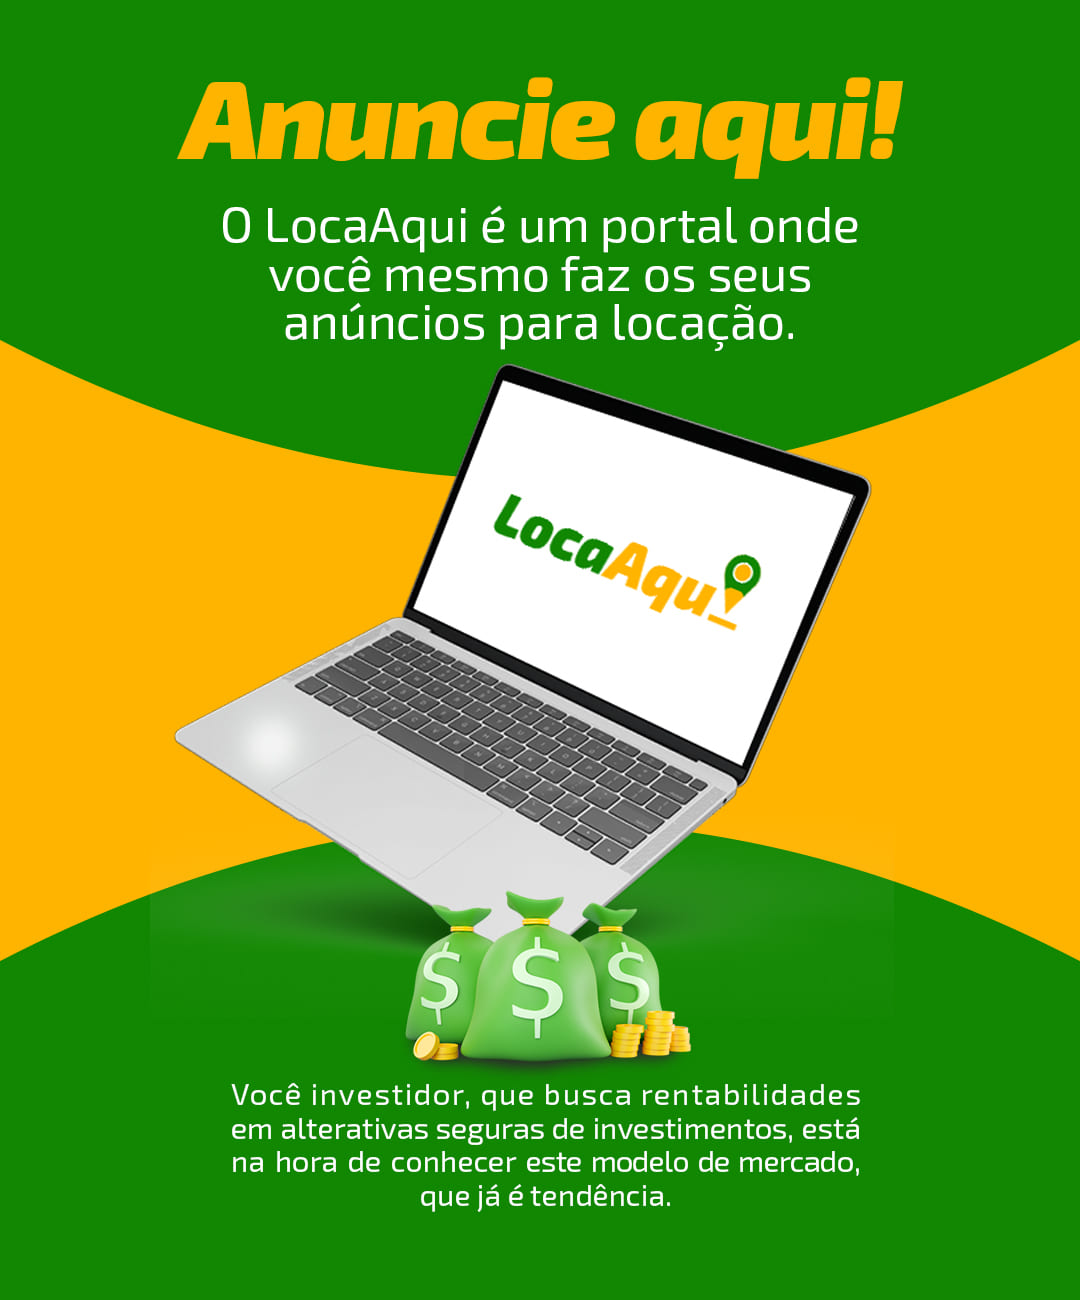 Anuncie aqui!
O LocaAqui é um portal onde
você mesmo faz os seus
anúncios para locação.
LocaAqui
$ $ $
Você investidor, que busca rentabilidades
em alterativas seguras de investimentos, está
na hora de conhecer este modelo de mercado,
que já é tendência.